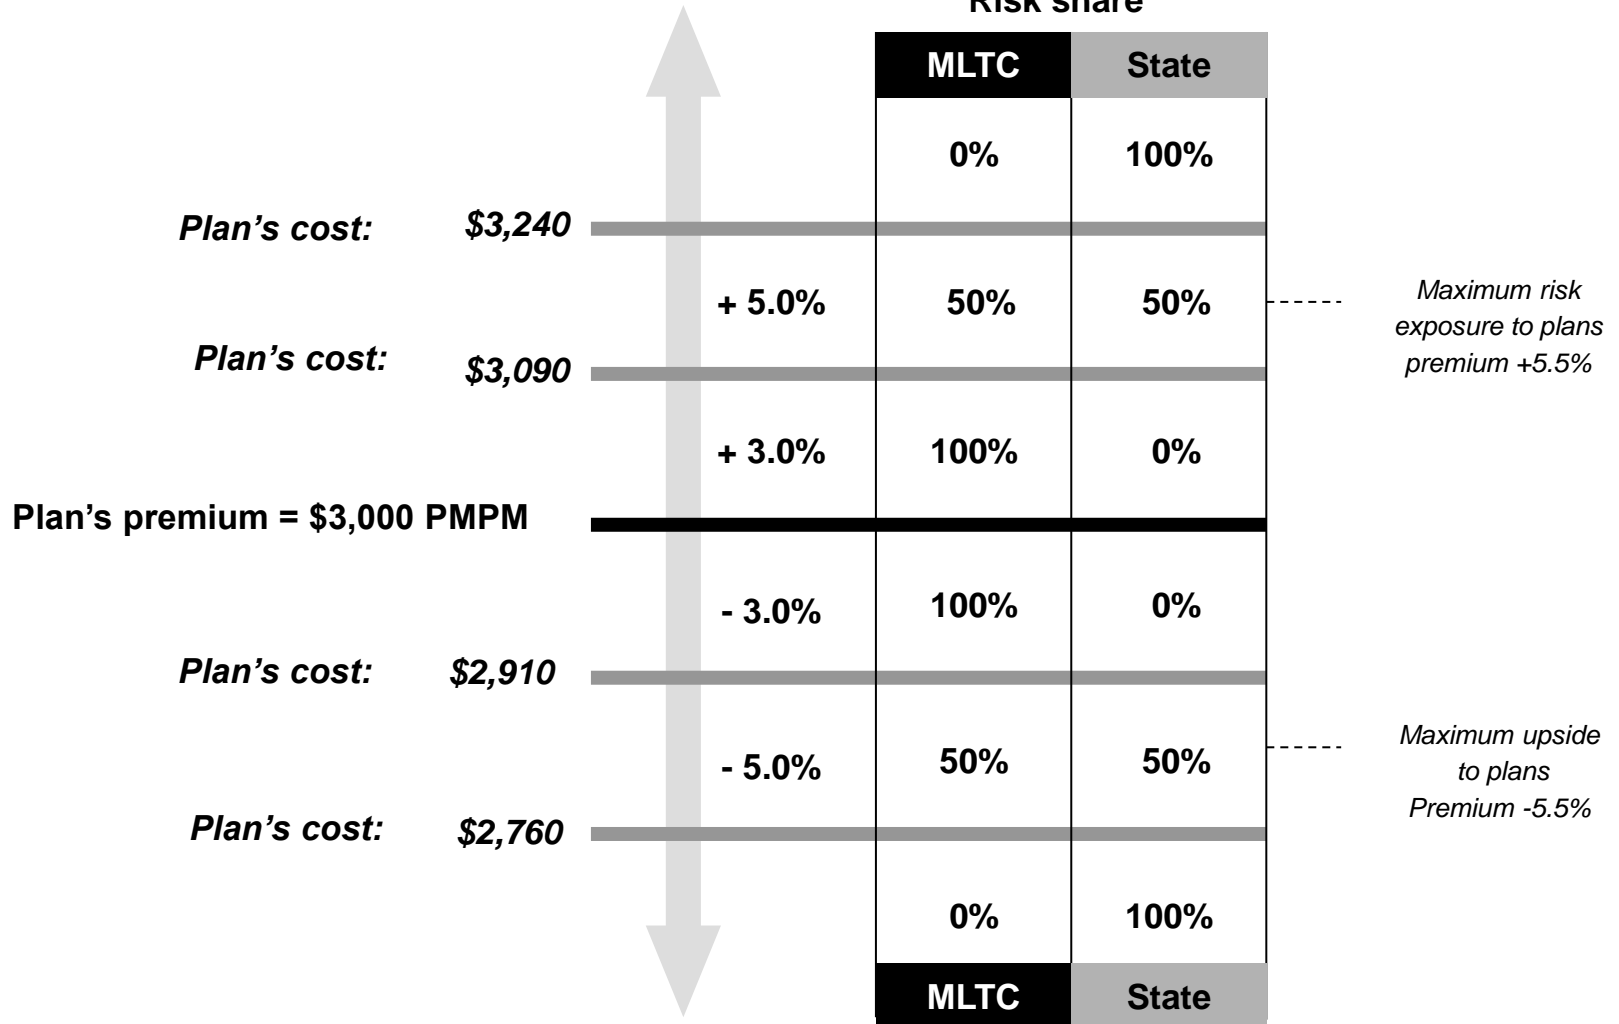 Risk share
MLTC State
0% 100%
Plan’s cost: $3,240
+ 5.0% 50% 50%
Maximum risk
exposure to plans
premium +5.5%
Plan’s cost: $3,090
+ 3.0% 100% 0%
Plan’s premium = $3,000 PMPM
- 3.0% 100% 0%
Plan’s cost: $2,910
- 5.0% 50% 50%
Maximum upside
to plans
Premium -5.5%
Plan’s cost: $2,760
0% 100%
MLTC State